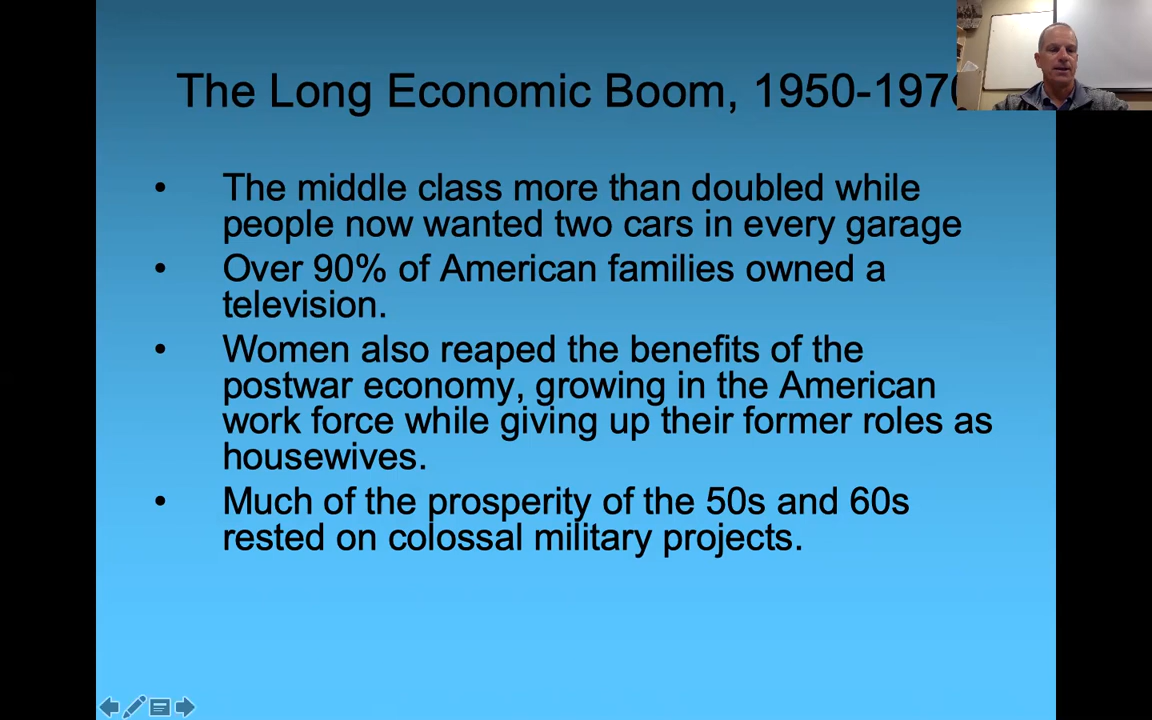 The Long Economic Boom, 1950-197
• The middle class more than doubled while
people now wanted two cars in every garage
• Over 90% of American families owned a
television.
• Women also reaped the benefits of the
postwar economy, growing in the American
work force while giving up their former roles as
housewives.
• Much of the prosperity of the 50s and 60s
rested on colossal military projects.